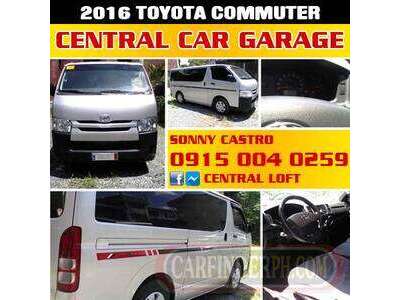 2016 TOYOTA COMMUTER
CENTRAL CAR GARAGE
SONNY CASTRO
0915 004 0259
CENTRAL LOFT
CARFINDERPH.COM